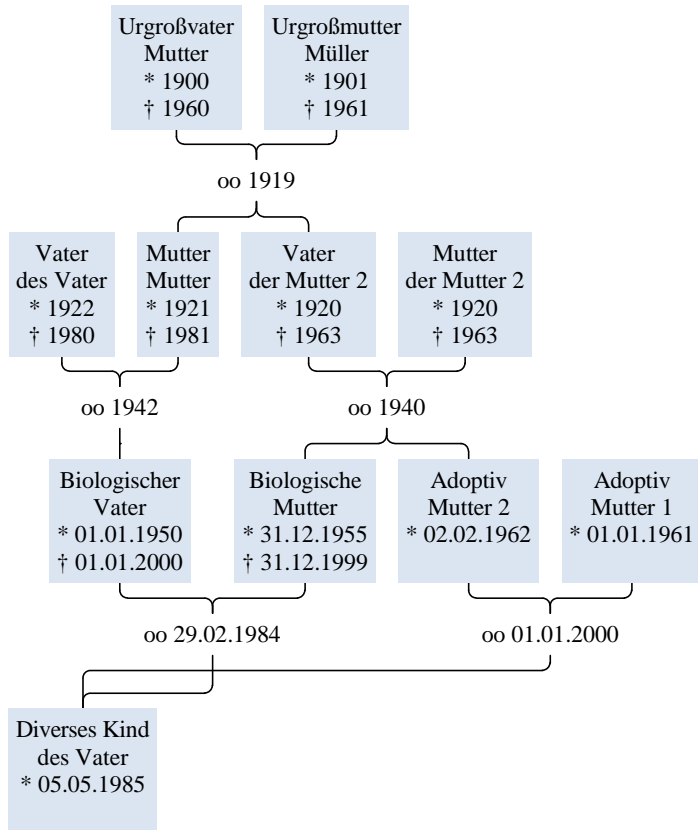 Urgroßvater
Mutter
* 1900
† 1960
Urgroßmutter
Müller
* 1901
† 1961
oo 1919
Vater
des Vater
* 1922
† 1980
Mutter
Mutter
* 1921
† 1981
Vater
der Mutter 2
* 1920
† 1963
Mutter
der Mutter 2
* 1920
† 1963
oo 1942
oo 1940
Biologischer
Vater
* 01.01.1950
† 01.01.2000
Biologische
Mutter
* 31.12.1955
† 31.12.1999
Adoptiv
Mutter 2
* 02.02.1962
Adoptiv
Mutter 1
* 01.01.1961
oo 29.02.1984
oo 01.01.2000
Diverses Kind
des Vater
* 05.05.1985